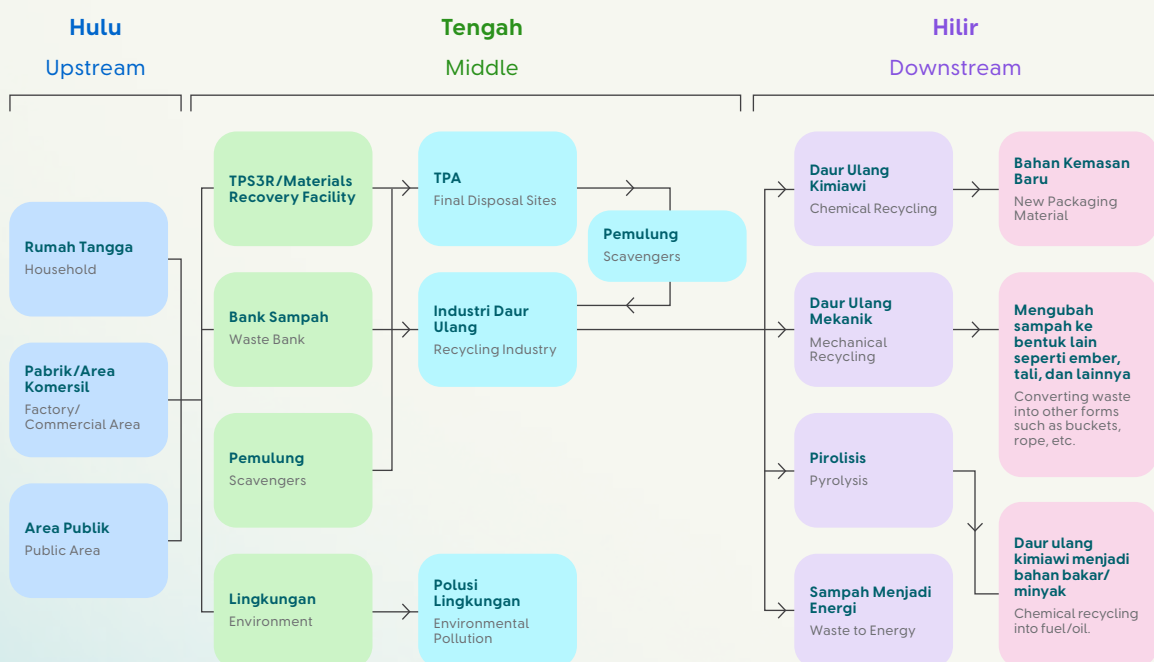 Hulu
Upstream
Tengah
Middle
Hilir
Downstream
Rumah Tangga
Household
Pabrik/Area
Komersil
Factory/
Commercial Area
Area Publik
Public Area
TPS3R/Materials
Recovery Facility
Bank Sampah
Waste Bank
Pemulung
Scavengers
Lingkungan
Environment
TPA
Final Disposal Sites
Industri Daur
Ulang
Recycling Industry
Polusi
Lingkungan
Environmental
Pollution
Pemulung
Scavengers
Daur Ulang
Kimiawi
Chemical Recycling
Daur Ulang
Mekanik
Mechanical
Recycling
Pirolisis
Pyrolysis
Sampah Menjadi
Energi
Waste to Energy
Bahan Kemasan
Baru
New Packaging
Material
Mengubah
sampah ke
bentuk lain
seperti ember,
tali, dan lainnya
Converting waste
into other forms
such as buckets,
rope, etc.
Daur ulang
kimiawi menjadi
bahan bakar/
minyak
Chemical recycling
into fuel/oil.